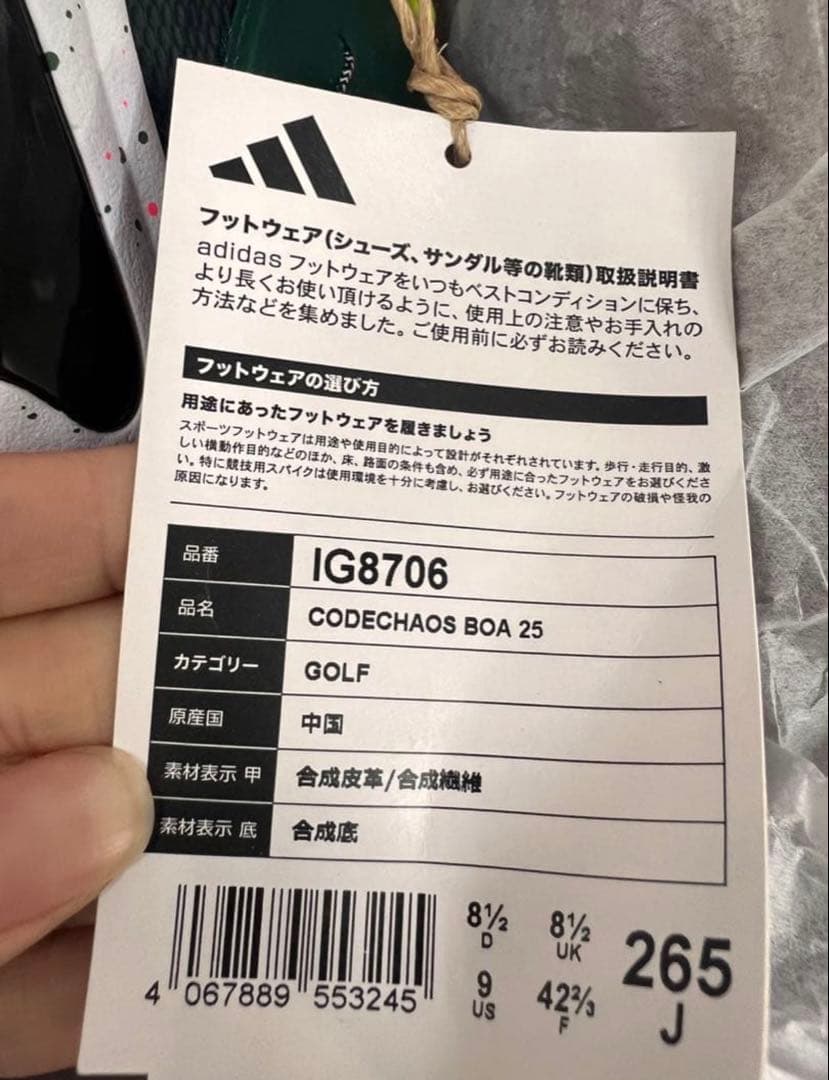 フットウェア(シューズ、サンダル等の靴類)取扱説明書
adidas フットウェアをいつもベストコンディションに保ち、
より長くお使い頂けるように、使用上の注意やお手入れの
方法などを集めました。ご使用前に必ずお読みください。
フットウェアの選び方
用途にあったフットウェアを履きましょう
スポーツフットウェアは用途や使用目的によって設計がそれぞれされています。歩行・走行目的、激
しい横動作目的などのほか、床、路面の条件も含め、必ず用途に合ったフットウェアをお選びくださ
い。特に競技用スパイクは使用環境を十分に考慮し、お選びください。フットウェアの破損や怪我の
原因になります。
品番 IG8706
品名 CODECHAOS BOA 25
カテゴリー GOLF
原産国 中国
素材表示 甲 合成皮革/合成繊維
素材表示 底 合成底
8½ D 8½ UK 265 J
9 US 42⅔ F
4 067889 553245